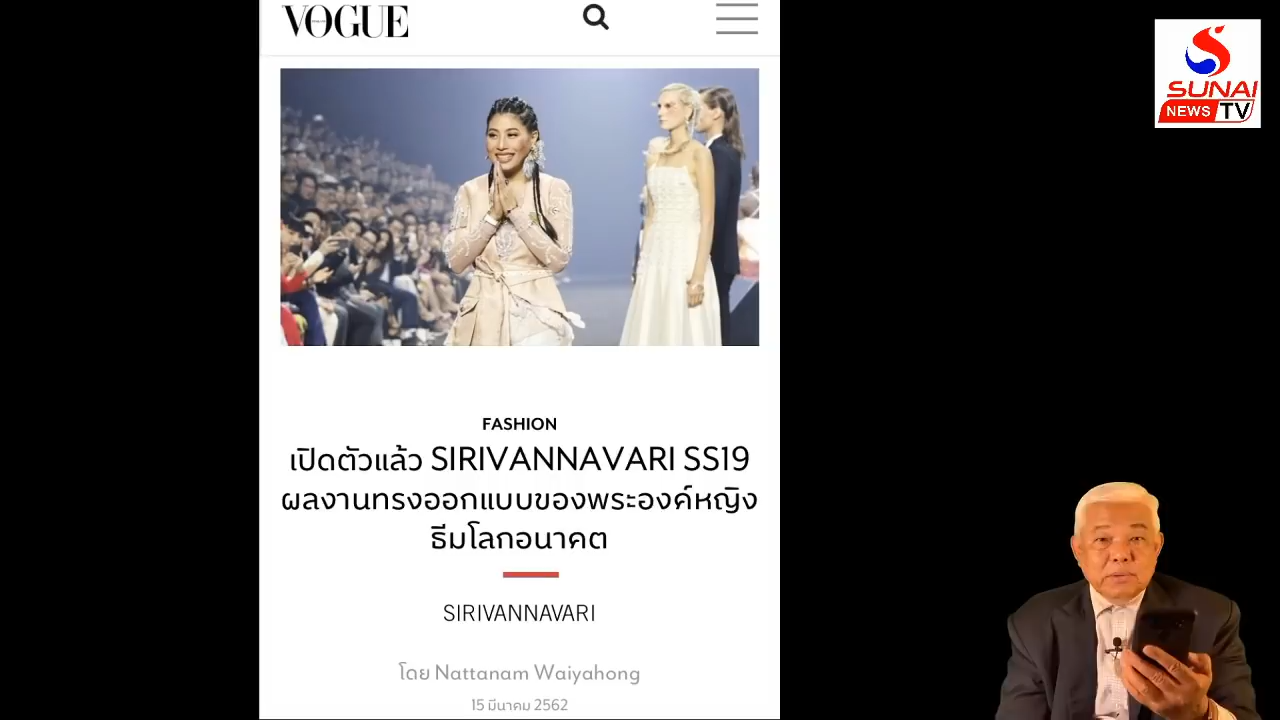 VOGUE
SUNAI
NEWS TV
FASHION
เปิดตัวแล้ว SIRIVANNAVARI SS19
ผลงานทรงออกแบบของพระองค์หญิง
ธีมโลกอนาคต
SIRIVANNAVARI
โดย Nattanam Waiyahong
15 มีนาคม 2562